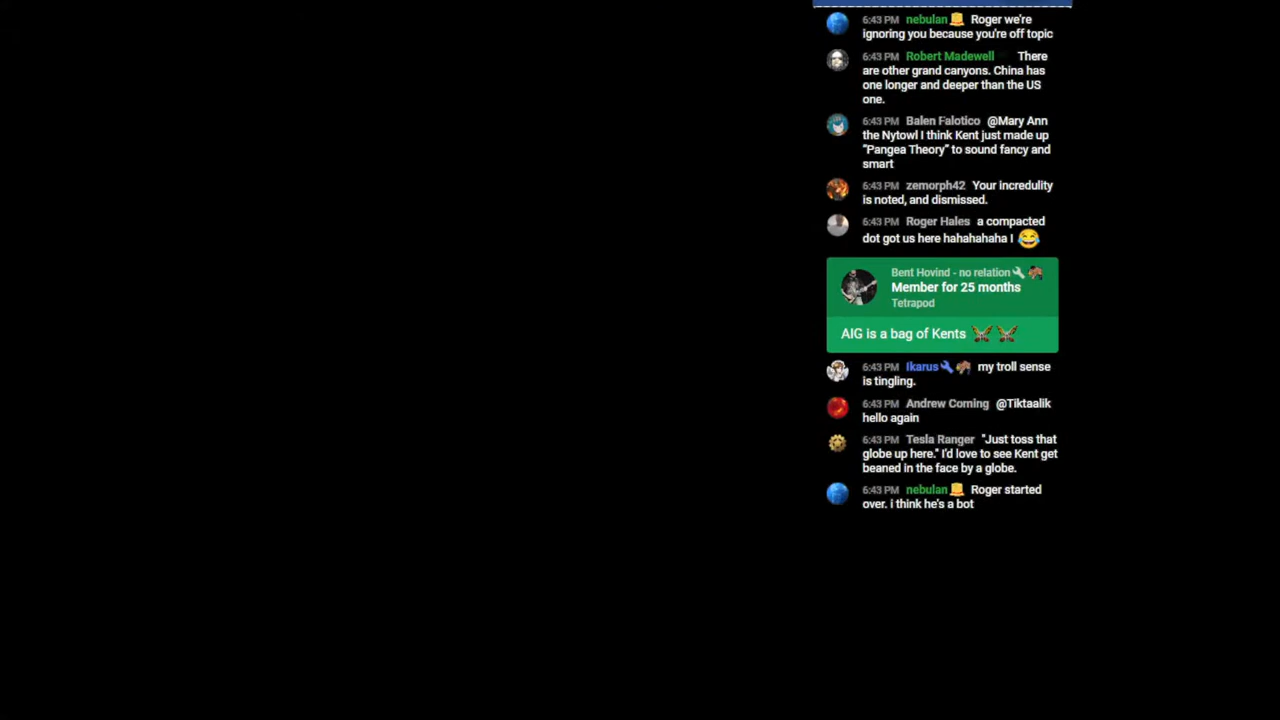 6:43 PM nebulan Roger we're
ignoring you because you're off topic
6:43 PM Robert Madewell There
are other grand canyons. China has
one longer and deeper than the US
one.
6:43 PM Balen Falotico @Mary Ann
the Nytowl I think Kent just made up
“Pangea Theory” to sound fancy and
smart
6:43 PM zemorph42 Your incredulity
is noted, and dismissed.
6:43 PM Roger Hales a compacted
dot got us here hahahahaha I 😂
Bent Hovind - no relation
Member for 25 months
Tetrapod
AIG is a bag of Kents
6:43 PM Ikarus my troll sense
is tingling.
6:43 PM Andrew Corning @Tiktaalik
hello again
6:43 PM Tesla Ranger "Just toss that
globe up here." I'd love to see Kent get
beaned in the face by a globe.
6:43 PM nebulan Roger started
over. i think he's a bot